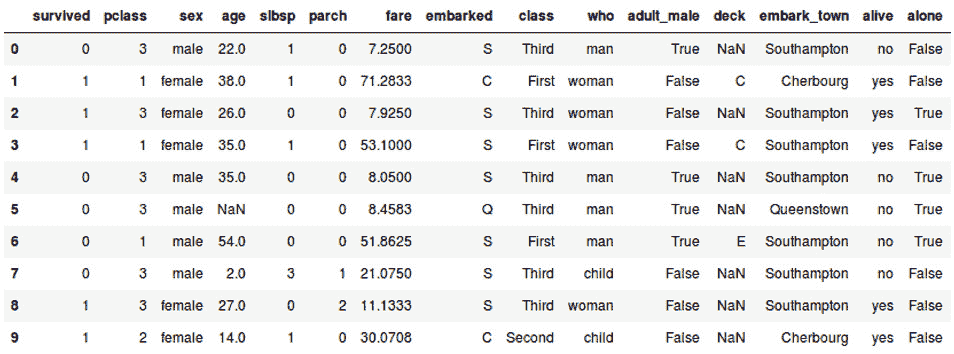 survived pclass sex age slbsp parch fare embarked class who adult_male deck embark_town alive alone
0 0 3 male 22.0 1 0 7.2500 S Third man True NaN Southampton no False
1 1 1 female 38.0 1 0 71.2833 C First woman False C Cherbourg yes False
2 1 3 female 26.0 0 0 7.9250 S Third woman False NaN Southampton yes True
3 1 1 female 35.0 1 0 53.1000 S First woman False C Southampton yes False
4 0 3 male 35.0 0 0 8.0500 S Third man True NaN Southampton no True
5 0 3 male NaN 0 0 8.4583 Q Third man True NaN Queenstown no True
6 0 1 male 54.0 0 0 51.8625 S First man True E Southampton no True
7 0 3 male 2.0 3 1 21.0750 S Third child False NaN Southampton no False
8 1 3 female 27.0 0 2 11.1333 S Third woman False NaN Southampton yes False
9 1 2 female 14.0 1 0 30.0708 C Second child False NaN Cherbourg yes False